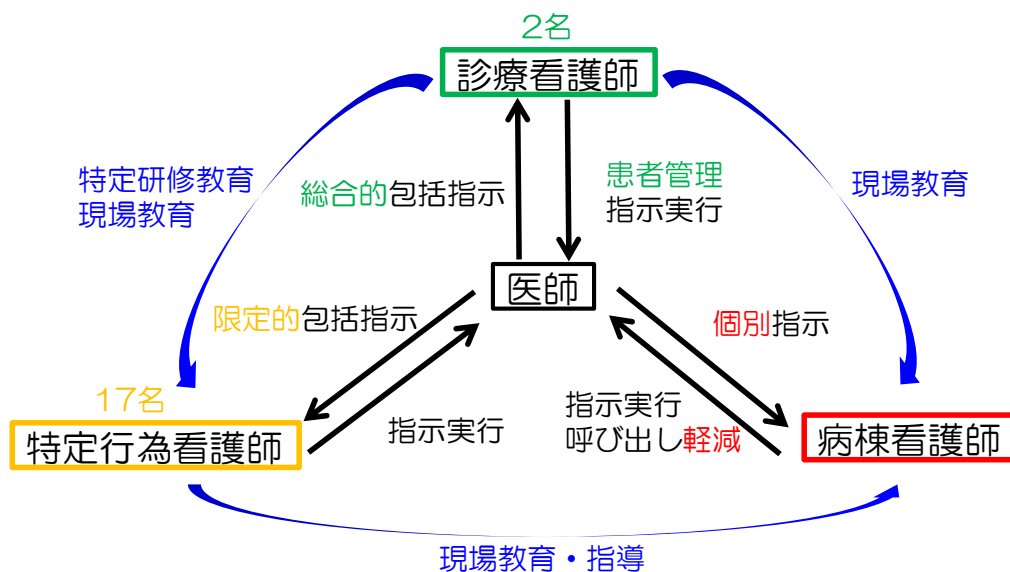 2名
診療看護師
特定研修教育
現場教育
総合的包括指示
患者管理
指示実行
現場教育
医師
限定的包括指示
個別指示
17名
特定行為看護師
指示実行
指示実行
呼び出し軽減
病棟看護師
現場教育・指導